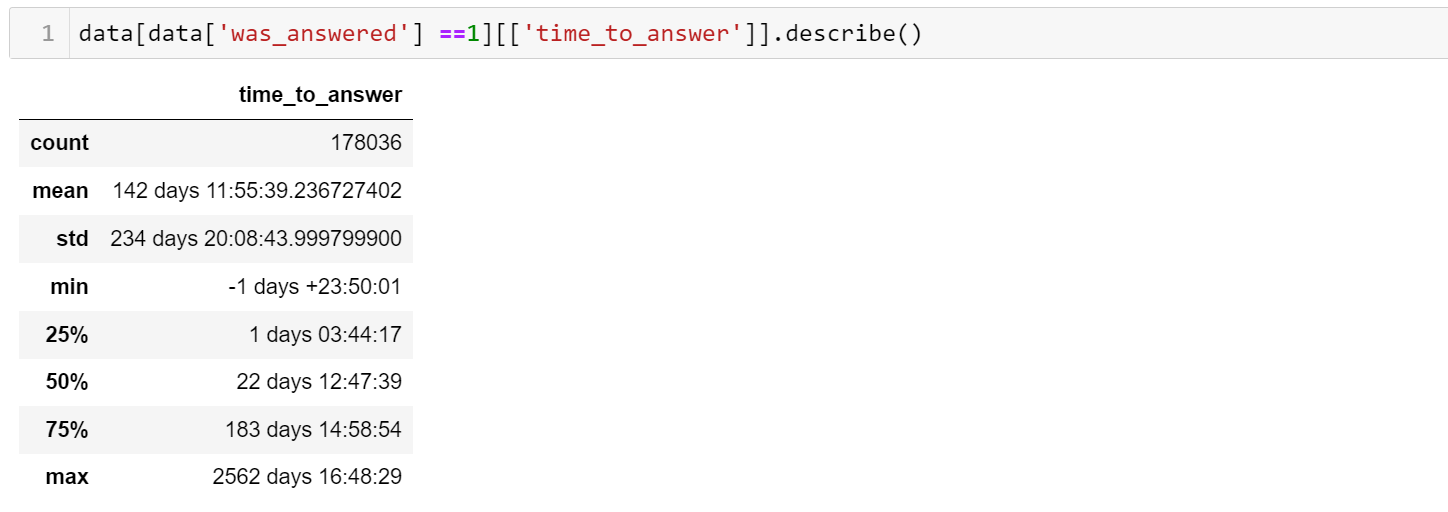 1 data[data['was_answered'] ==1][['time_to_answer']].describe()
time_to_answer
count 178036
mean 142 days 11:55:39.236727402
std 234 days 20:08:43.999799900
min -1 days +23:50:01
25% 1 days 03:44:17
50% 22 days 12:47:39
75% 183 days 14:58:54
max 2562 days 16:48:29